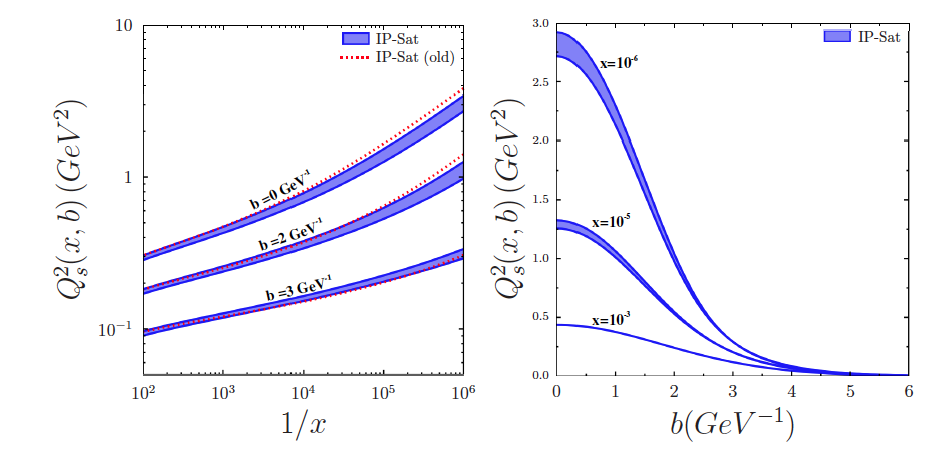 10
1
10⁻¹
Q²ₛ(x, b) (GeV²)
IP-Sat
IP-Sat (old)
b =0 GeV⁻¹
b =2 GeV⁻¹
b =3 GeV⁻¹
10² 10³ 10⁴ 10⁵ 10⁶
1/x
3.0
2.5
2.0
1.5
1.0
0.5
0.0
Q²ₛ(x, b) (GeV²)
IP-Sat
x=10⁻⁶
x=10⁻⁵
x=10⁻³
0 1 2 3 4 5 6
b(GeV⁻¹)